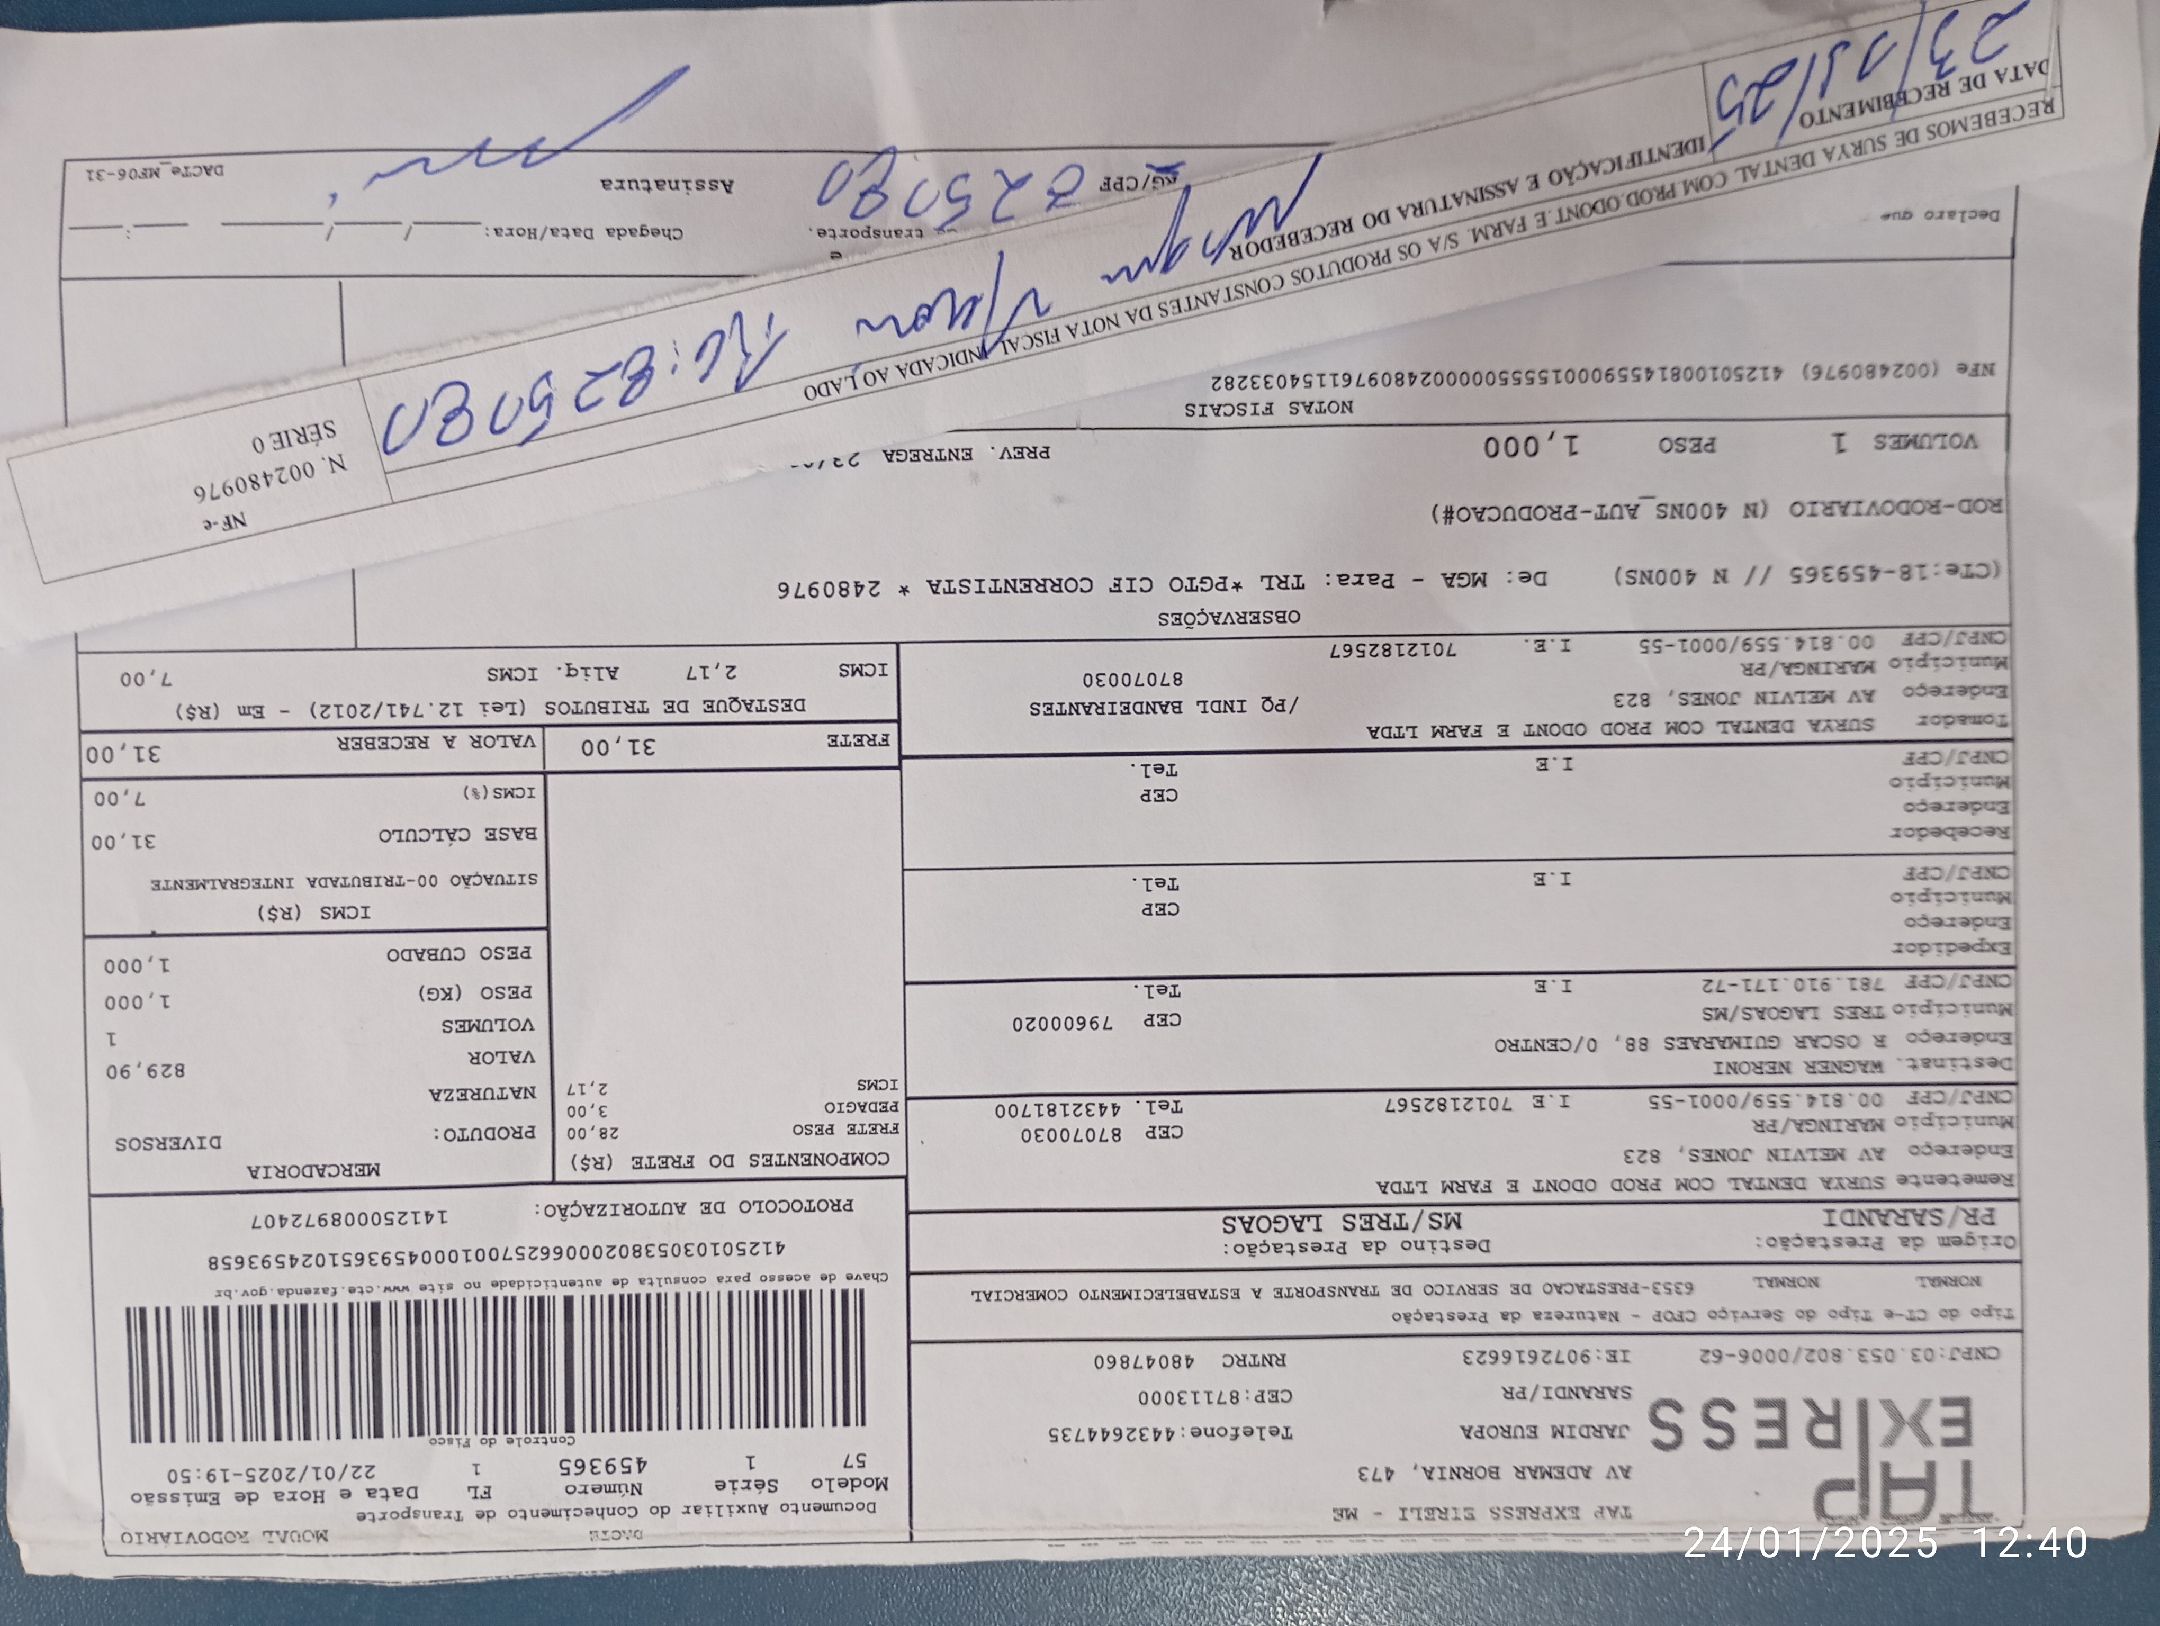 DACTE MODAL RODOVIÁRIO
Documento Auxiliar do Conhecimento de Transporte
Modelo Série Número FL Data e Hora de Emissão
57 1 459365 1 22/01/2025-19:50
Controle do Fisco
Chave de acesso para consulta de autenticidade no site www.cte.fazenda.gov.br
PROTOCOLO DE AUTORIZAÇÃO: 141250008972407
TAP EXPRESS
TAP EXPRESS EIRELI - ME
AV ADEMAR BORNIA, 473
JARDIM EUROPA Telefone:4432644735
SARANDI/PR CEP:87113000
CNPJ:03.053.802/0006-62 IE:9072616623 RNTRC 48047860
Tipo do CT-e Tipo do Serviço CFOP - Natureza da Prestação
NORMAL NORMAL 6353-PRESTACAO DE SERVICO DE TRANSPORTE A ESTABELECIMENTO COMERCIAL
Origem da Prestação: Destino da Prestação:
PR/SARANDI MS/TRES LAGOAS
Remetente SURYA DENTAL COM PROD ODONT E FARM LTDA
Endereço AV MELVIN JONES, 823
Município MARINGA/PR CEP 87070030
CNPJ/CPF 00.814.559/0001-55 I.E 7012182567 Tel. 4432181700
Destinat. WAGNER NERONI
Endereço R OSCAR GUIMARAES 88, 0/CENTRO
Município TRES LAGOAS/MS CEP 79600020
CNPJ/CPF 781.910.171-72 I.E Tel.
Expedidor
Endereço
Município CEP
CNPJ/CPF I.E Tel.
Recebedor
Endereço
Município CEP
CNPJ/CPF I.E Tel.
Tomador SURYA DENTAL COM PROD ODONT E FARM LTDA
Endereço AV MELVIN JONES, 823 /PQ INDL BANDEIRANTES
Município MARINGA/PR 87070030
CNPJ/CPF 00.814.559/0001-55 I.E. 7012182567
COMPONENTES DO FRETE (R$)
FRETE PESO 28,00
PEDAGIO 3,00
ICMS 2,17
MERCADORIA
PRODUTO: DIVERSOS
NATUREZA
VALOR 829,90
VOLUMES 1
PESO (KG) 1,000
PESO CUBADO 1,000
ICMS (R$)
SITUAÇÃO 00-TRIBUTADA INTEGRALMENTE
BASE CÁLCULO 31,00
ICMS(%) 7,00
FRETE 31,00 VALOR A RECEBER 31,00
DESTAQUE DE TRIBUTOS (Lei 12.741/2012) - Em (R$)
ICMS 2,17 Aliq. ICMS 7,00
OBSERVAÇÕES
(CTe:18-459365 // N 400NS) De: MGA - Para: TRL *PGTO CIF CORRENTISTA * 2480976
ROD-RODOVIARIO (N 400NS_AUT-PRODUCAO#)
VOLUMES 1 PESO 1,000 PREV. ENTREGA
NOTAS FISCAIS
NFe (002480976)
NF-e
N. 002480976
SÉRIE 0
RECEBEMOS DE SURYA DENTAL COM.PROD.ODONT.E FARM. S/A OS PRODUTOS CONSTANTES DA NOTA FISCAL INDICADA AO LADO
DATA DE RECEBIMENTO IDENTIFICAÇÃO E ASSINATURA DO RECEBEDOR
825080
Declaro que
e
transporte. Chegada Data/Hora: __/__/__ __:__
RG/CPF 825080 Assinatura
DACTe_MF06-31
24/01/2025 12:40